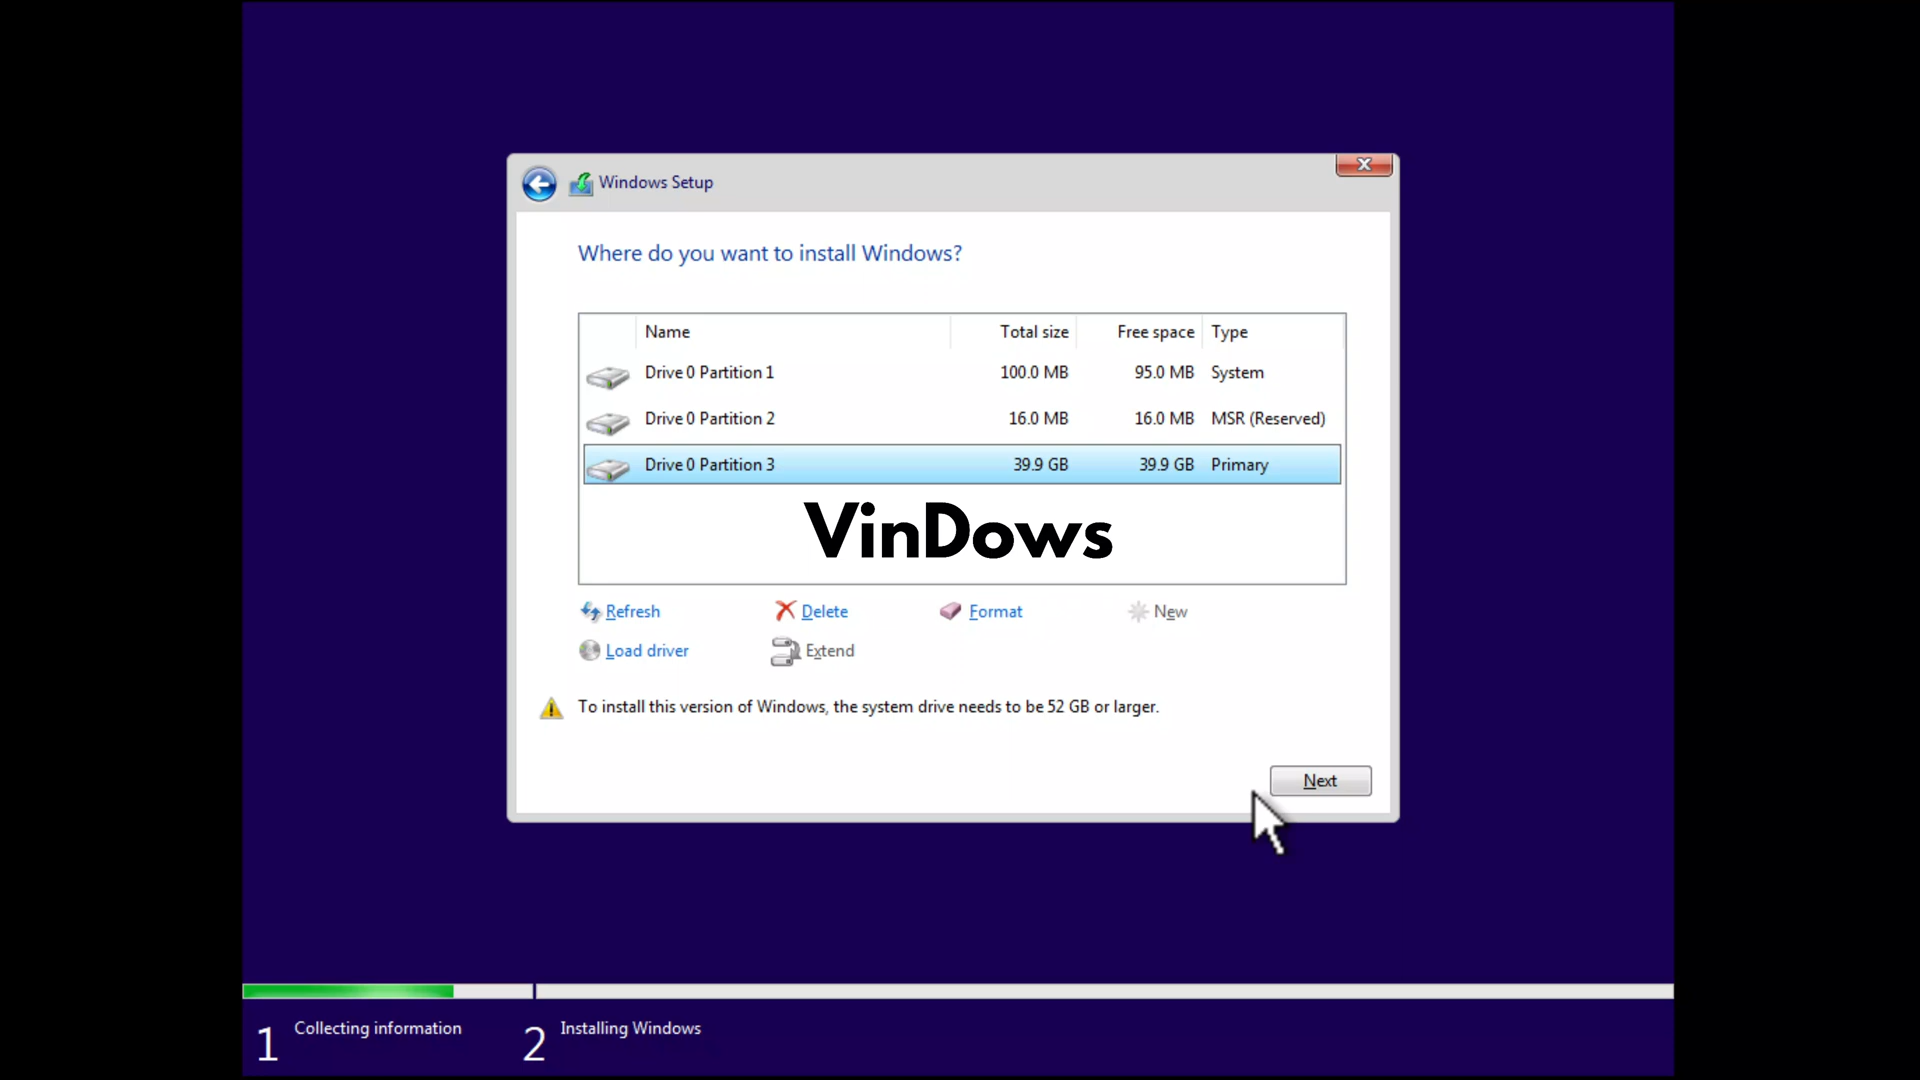 Windows Setup
Where do you want to install Windows?
Name Total size Free space Type
Drive 0 Partition 1 100.0 MB 95.0 MB System
Drive 0 Partition 2 16.0 MB 16.0 MB MSR (Reserved)
Drive 0 Partition 3 39.9 GB 39.9 GB Primary
VinDows
Refresh Delete Format New
Load driver Extend
To install this version of Windows, the system drive needs to be 52 GB or larger.
Next
1 Collecting information 2 Installing Windows